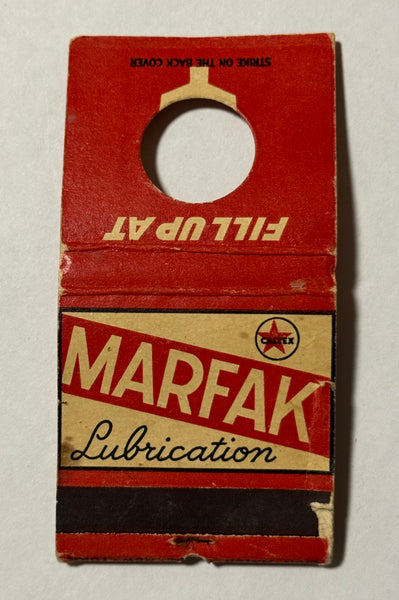 STRIKE ON THE BACK COVER
FILL UP AT
CALTEX
MARFAK
Lubrication